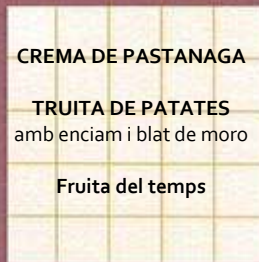 CREMA DE PASTANAGA
TRUITA DE PATATES
amb enciam i blat de moro
Fruita del temps